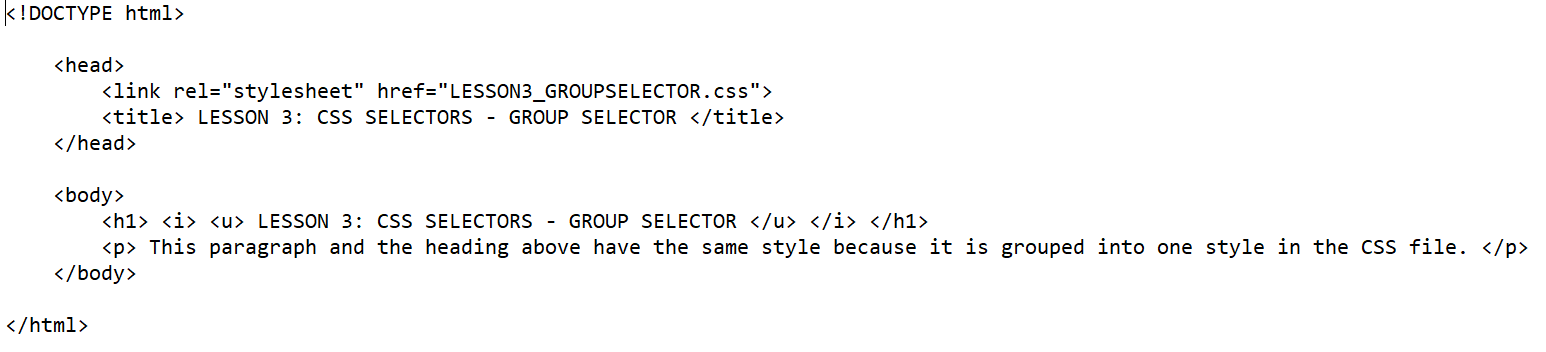 <!DOCTYPE html>
<head>
<link rel="stylesheet" href="LESSON3_GROUPSELECTOR.css">
<title> LESSON 3: CSS SELECTORS - GROUP SELECTOR </title>
</head>
<body>
<h1> <i> <u> LESSON 3: CSS SELECTORS - GROUP SELECTOR </u> </i> </h1>
<p> This paragraph and the heading above have the same style because it is grouped into one style in the CSS file. </p>
</body>
</html>